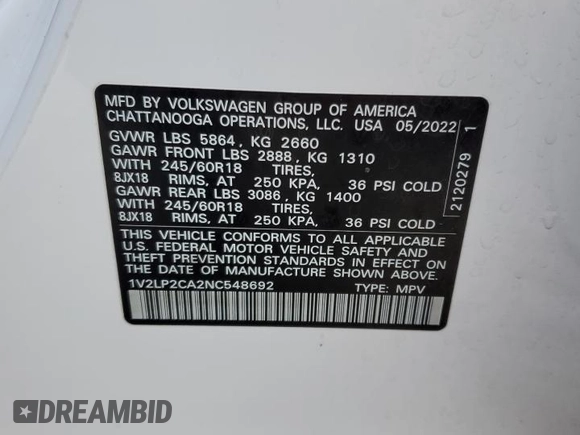 MFD BY VOLKSWAGEN GROUP OF AMERICA
CHATTANOOGA OPERATIONS, LLC. USA 05/2022
GVWR LBS 5864, KG 2660
GAWR FRONT LBS 2888, KG 1310
WITH 245/60R18 TIRES,
8JX18 RIMS, AT 250 KPA, 36 PSI COLD
GAWR REAR LBS 3086, KG 1400
WITH 245/60R18 TIRES,
8JX18 RIMS, AT 250 KPA, 36 PSI COLD
THIS VEHICLE CONFORMS TO ALL APPLICABLE
U.S. FEDERAL MOTOR VEHICLE SAFETY AND
THEFT PREVENTION STANDARDS IN EFFECT ON
THE DATE OF MANUFACTURE SHOWN ABOVE.
1V2LP2CA2NC548692 TYPE: MPV
2120279 1
DREAMBID